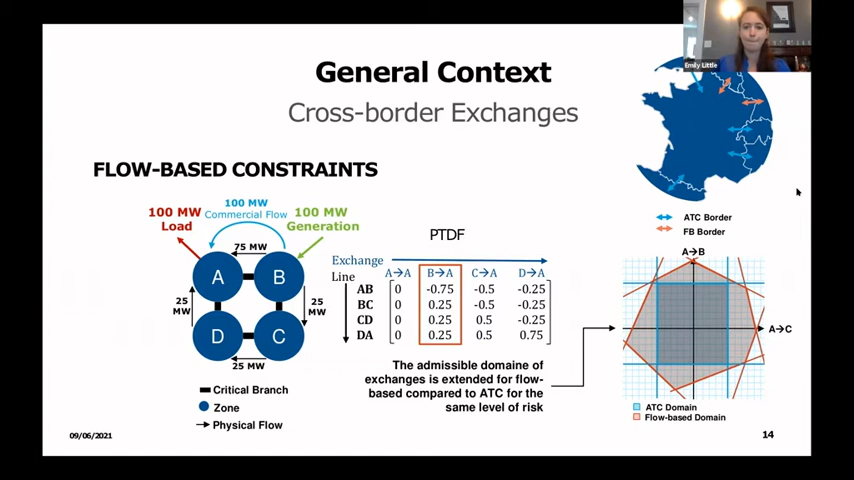 Emily Little
General Context
Cross-border Exchanges
FLOW-BASED CONSTRAINTS
ATC Border
FB Border
100 MW
Commercial Flow
100 MW
Load
100 MW
Generation
75 MW
A
B
25
MW
25
MW
D
C
25 MW
Critical Branch
Zone
Physical Flow
PTDF
Exchange
Line
A→A B→A C→A D→A
AB 0 -0.75 -0.5 -0.25
BC 0 0.25 -0.5 -0.25
CD 0 0.25 0.5 -0.25
DA 0 0.25 0.5 0.75
The admissible domaine of
exchanges is extended for flow-
based compared to ATC for the
same level of risk
A→B
A→C
ATC Domain
Flow-based Domain
09/06/2021
14